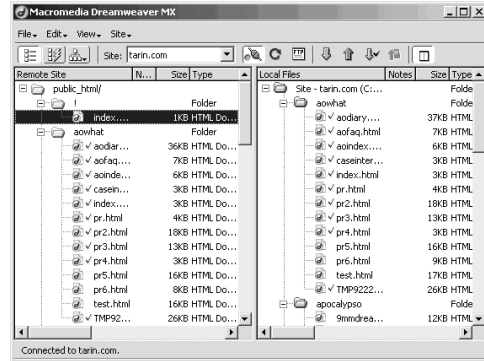 Macromedia Dreamweaver MX
File Edit View Site
Site: tarin.com
Remote Site N... Size Type Local Files Notes Size Type
public_html/ Site - tarin.com (C:... Folde
! Folder aowhat Folde
index.... 1KB HTML Do... aodiary.... 37KB HTML
aowhat Folder aofaq.html 7KB HTML
aodiar... 36KB HTML Do... aoindex.... 6KB HTML
aofaq.... 7KB HTML Do... caseinter... 3KB HTML
aoinde... 6KB HTML Do... index.html 3KB HTML
casein... 3KB HTML Do... pr.html 4KB HTML
index.... 3KB HTML Do... pr2.html 18KB HTML
pr.html 4KB HTML Do... pr3.html 13KB HTML
pr2.html 18KB HTML Do... pr4.html 3KB HTML
pr3.html 13KB HTML Do... pr5.html 16KB HTML
pr4.html 3KB HTML Do... pr6.html 9KB HTML
pr5.html 16KB HTML Do... test.html 17KB HTML
pr6.html 8KB HTML Do... TMP9222... 26KB HTML
test.html 16KB HTML Do... apocalypso Folde
TMP92... 26KB HTML Do... 9mmdrea... 12KB HTML
Connected to tarin.com.